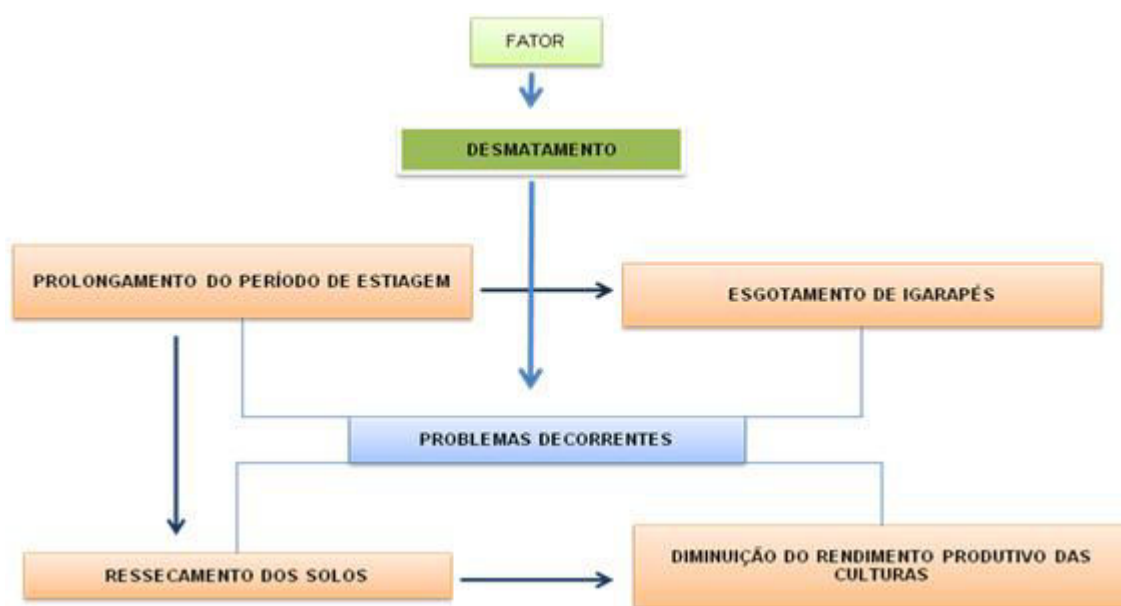 FATOR
DESMATAMENTO
PROLONGAMENTO DO PERÍODO DE ESTIAGEM
ESGOTAMENTO DE IGARAPÉS
PROBLEMAS DECORRENTES
RESSECAMENTO DOS SOLOS
DIMINUIÇÃO DO RENDIMENTO PRODUTIVO DAS
CULTURAS